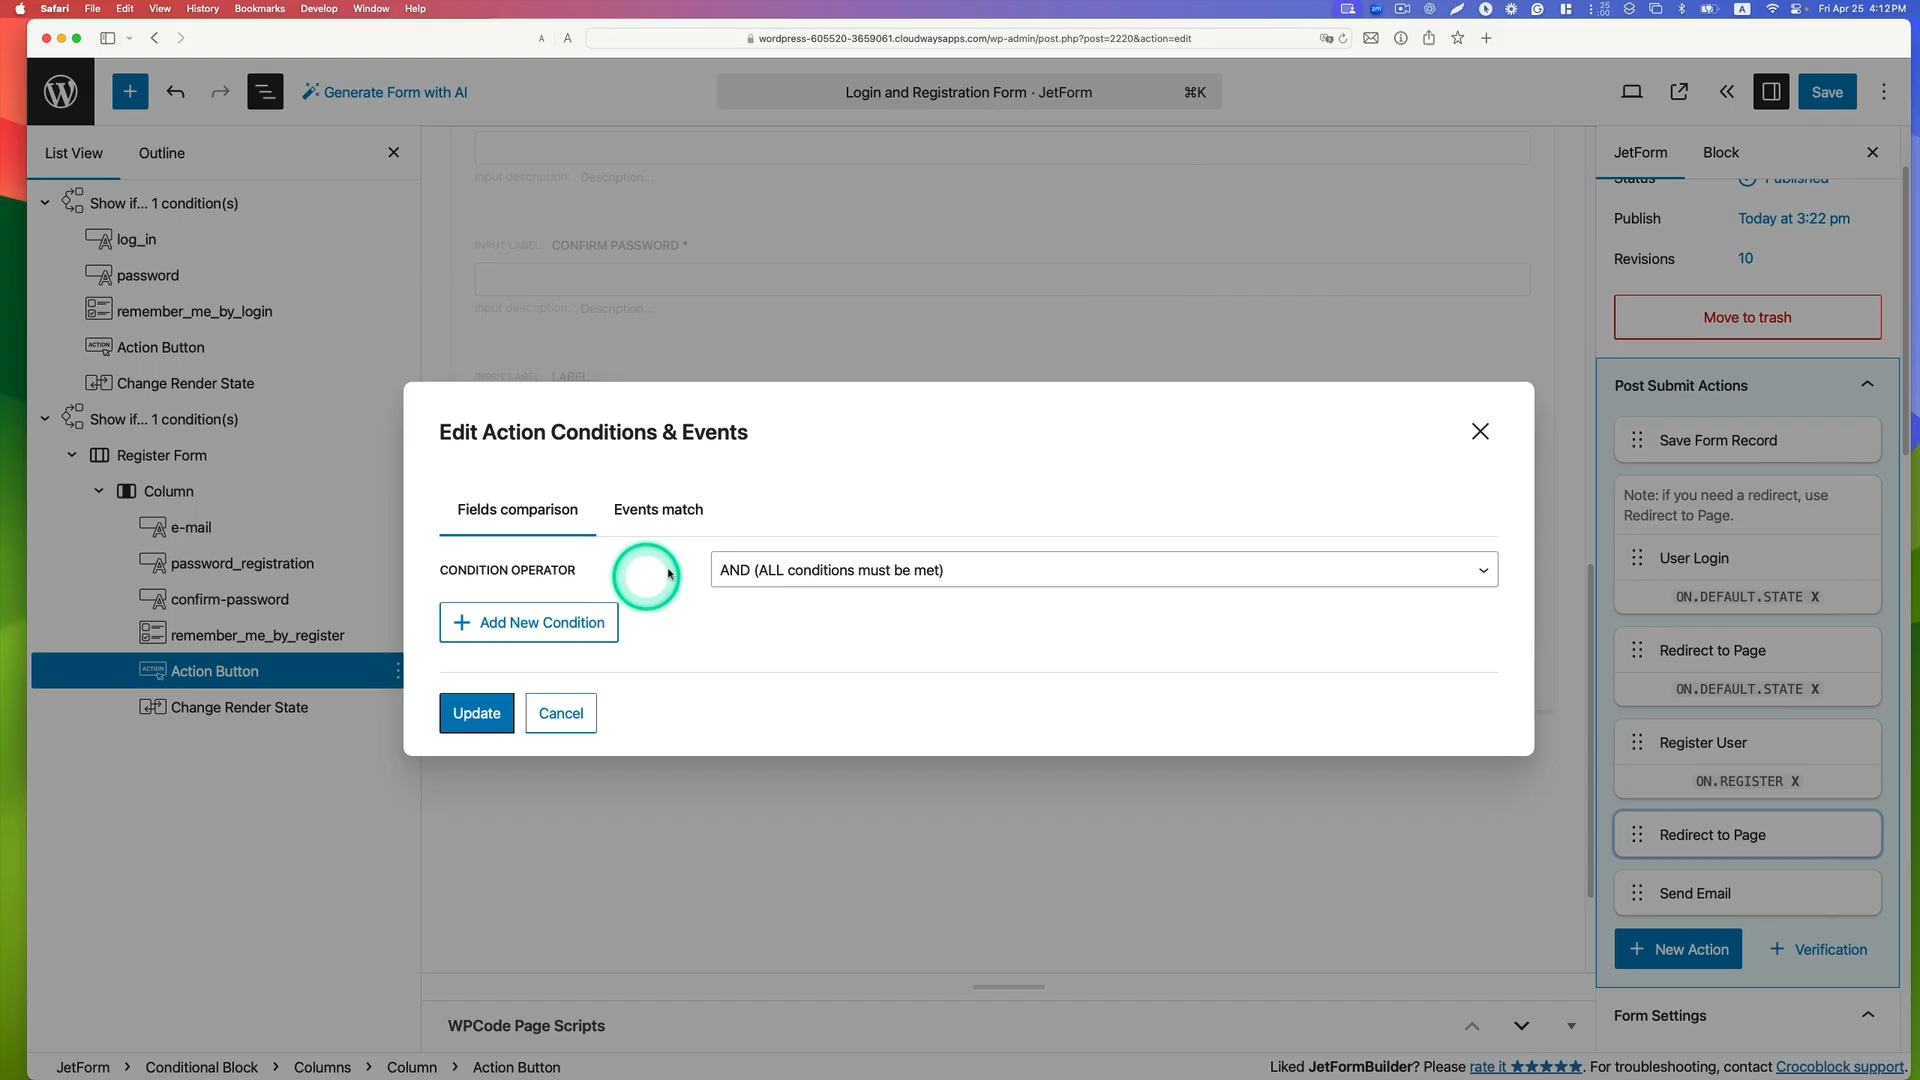 Safari File Edit View History Bookmarks Develop Window Help
25
:00
A
Fri Apr 25 4:12 PM
A A
wordpress-605520-3659061.cloudwaysapps.com/wp-admin/post.php?post=2220&action=edit
Generate Form with AI
Login and Registration Form · JetForm ⌘K
Save
List View Outline
Show if... 1 condition(s)
log_in
password
remember_me_by_login
Action Button
Change Render State
Show if... 1 condition(s)
Register Form
Column
e-mail
password_registration
confirm-password
remember_me_by_register
Action Button
Change Render State
Input description: Description...
INPUT LABEL: CONFIRM PASSWORD *
Input description: Description...
INPUT LABEL: LABEL...
Edit Action Conditions & Events
Fields comparison Events match
CONDITION OPERATOR
AND (ALL conditions must be met)
Add New Condition
Update Cancel
WPCode Page Scripts
JetForm Block
Status Published
Publish Today at 3:22 pm
Revisions 10
Move to trash
Post Submit Actions
Save Form Record
Note: if you need a redirect, use
Redirect to Page.
User Login
ON.DEFAULT.STATE X
Redirect to Page
ON.DEFAULT.STATE X
Register User
ON.REGISTER X
Redirect to Page
Send Email
New Action Verification
Form Settings
JetForm Conditional Block Columns Column Action Button
Liked JetFormBuilder? Please rate it ★★★★★. For troubleshooting, contact Crocoblock support.